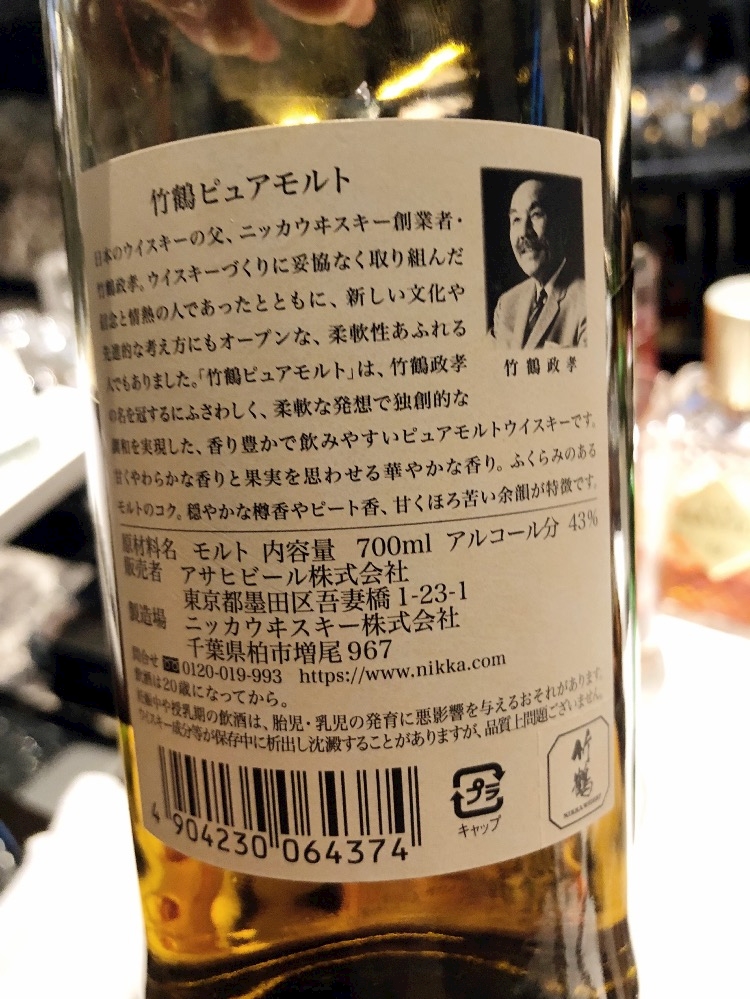 竹鶴ピュアモルト
日本のウイスキーの父、ニッカウヰスキー創業者・
竹鶴政孝。ウイスキーづくりに妥協なく取り組んだ
信念と情熱の人であったとともに、新しい文化や
先進的な考え方にもオープンな、柔軟性あふれる
人でもありました。「竹鶴ピュアモルト」は、竹鶴政孝
の名を冠するにふさわしく、柔軟な発想で独創的な
調和を実現した、香り豊かで飲みやすいピュアモルトウイスキーです。
甘くやわらかな香りと果実を思わせる華やかな香り。ふくらみのある
モルトのコク。穏やかな樽香やピート香、甘くほろ苦い余韻が特徴です。
竹鶴政孝
原材料名 モルト 内容量 700ml アルコール分 43%
販売者 アサヒビール株式会社
東京都墨田区吾妻橋1-23-1
製造場 ニッカウヰスキー株式会社
千葉県柏市増尾967
問合せ 0120-019-993 https://www.nikka.com
飲酒は20歳になってから。
妊娠中や授乳期の飲酒は、胎児・乳児の発育に悪影響を与えるおそれがあります。
ウイスキー成分等が保存中に析出し沈澱することがありますが、品質上問題ございません。
4 904230 064374
プラ
キャップ
竹鶴
NIKKA WHISKY